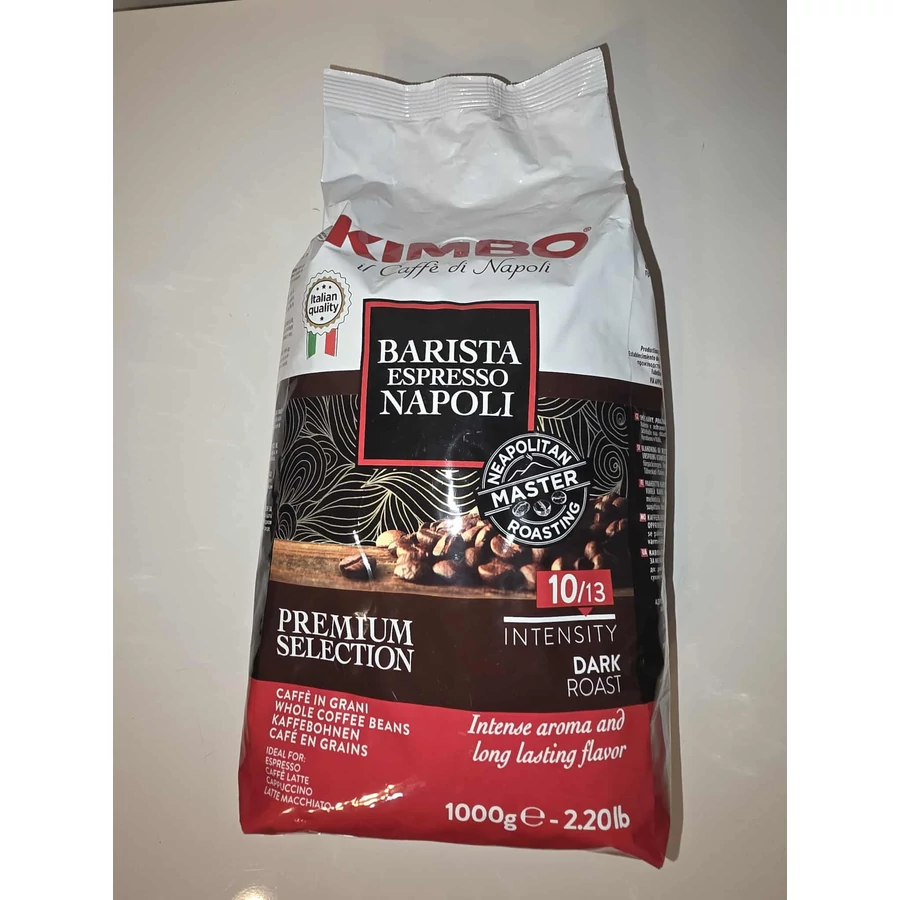 KIMBO®
il Caffè di Napoli
Italian
quality
BARISTA
ESPRESSO
NAPOLI
NEAPOLITAN
MASTER
ROASTING
10/13
INTENSITY
DARK
ROAST
PREMIUM
SELECTION
CAFFÈ IN GRANI
WHOLE COFFEE BEANS
KAFFEEBOHNEN
CAFÉ EN GRAINS
IDEAL FOR:
ESPRESSO
CAFFÈ LATTE
CAPPUCCINO
LATTE MACCHIATO
Intense aroma and
long lasting flavor
1000g ℮ - 2.20lb